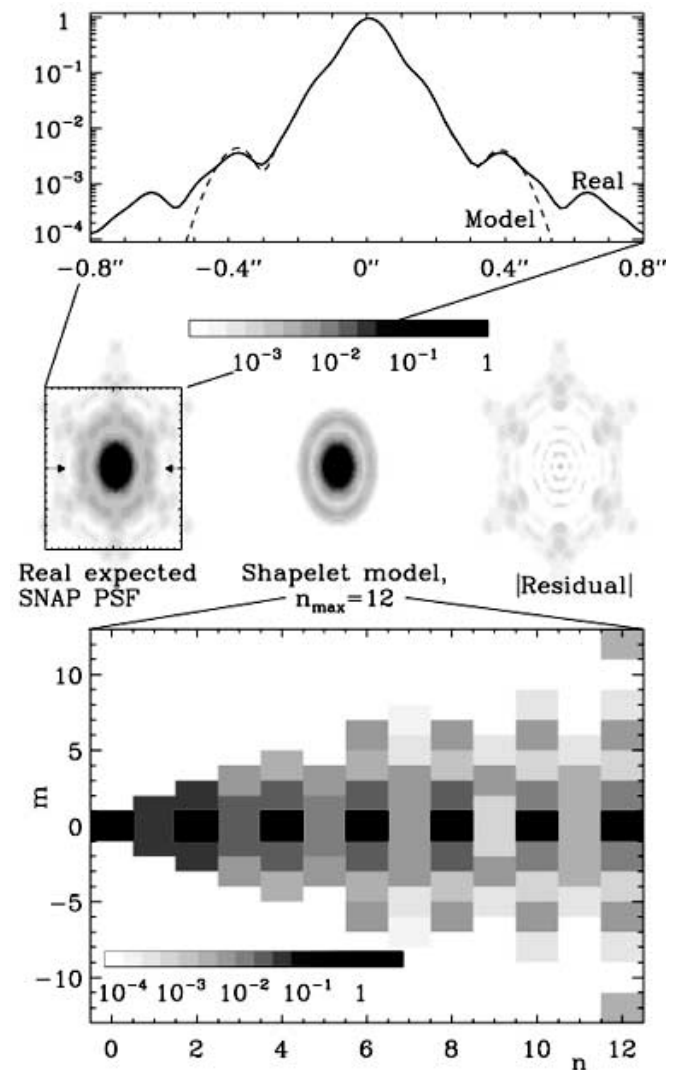 1
10⁻¹
10⁻²
10⁻³
10⁻⁴
Real
Model
−0.8″ −0.4″ 0″ 0.4″ 0.8″
10⁻³ 10⁻² 10⁻¹ 1
Real expected
SNAP PSF
Shapelet model,
n_max=12
|Residual|
10
5
m
0
−5
−10
10⁻⁴ 10⁻³ 10⁻² 10⁻¹ 1
0 2 4 6 8 10 12
n